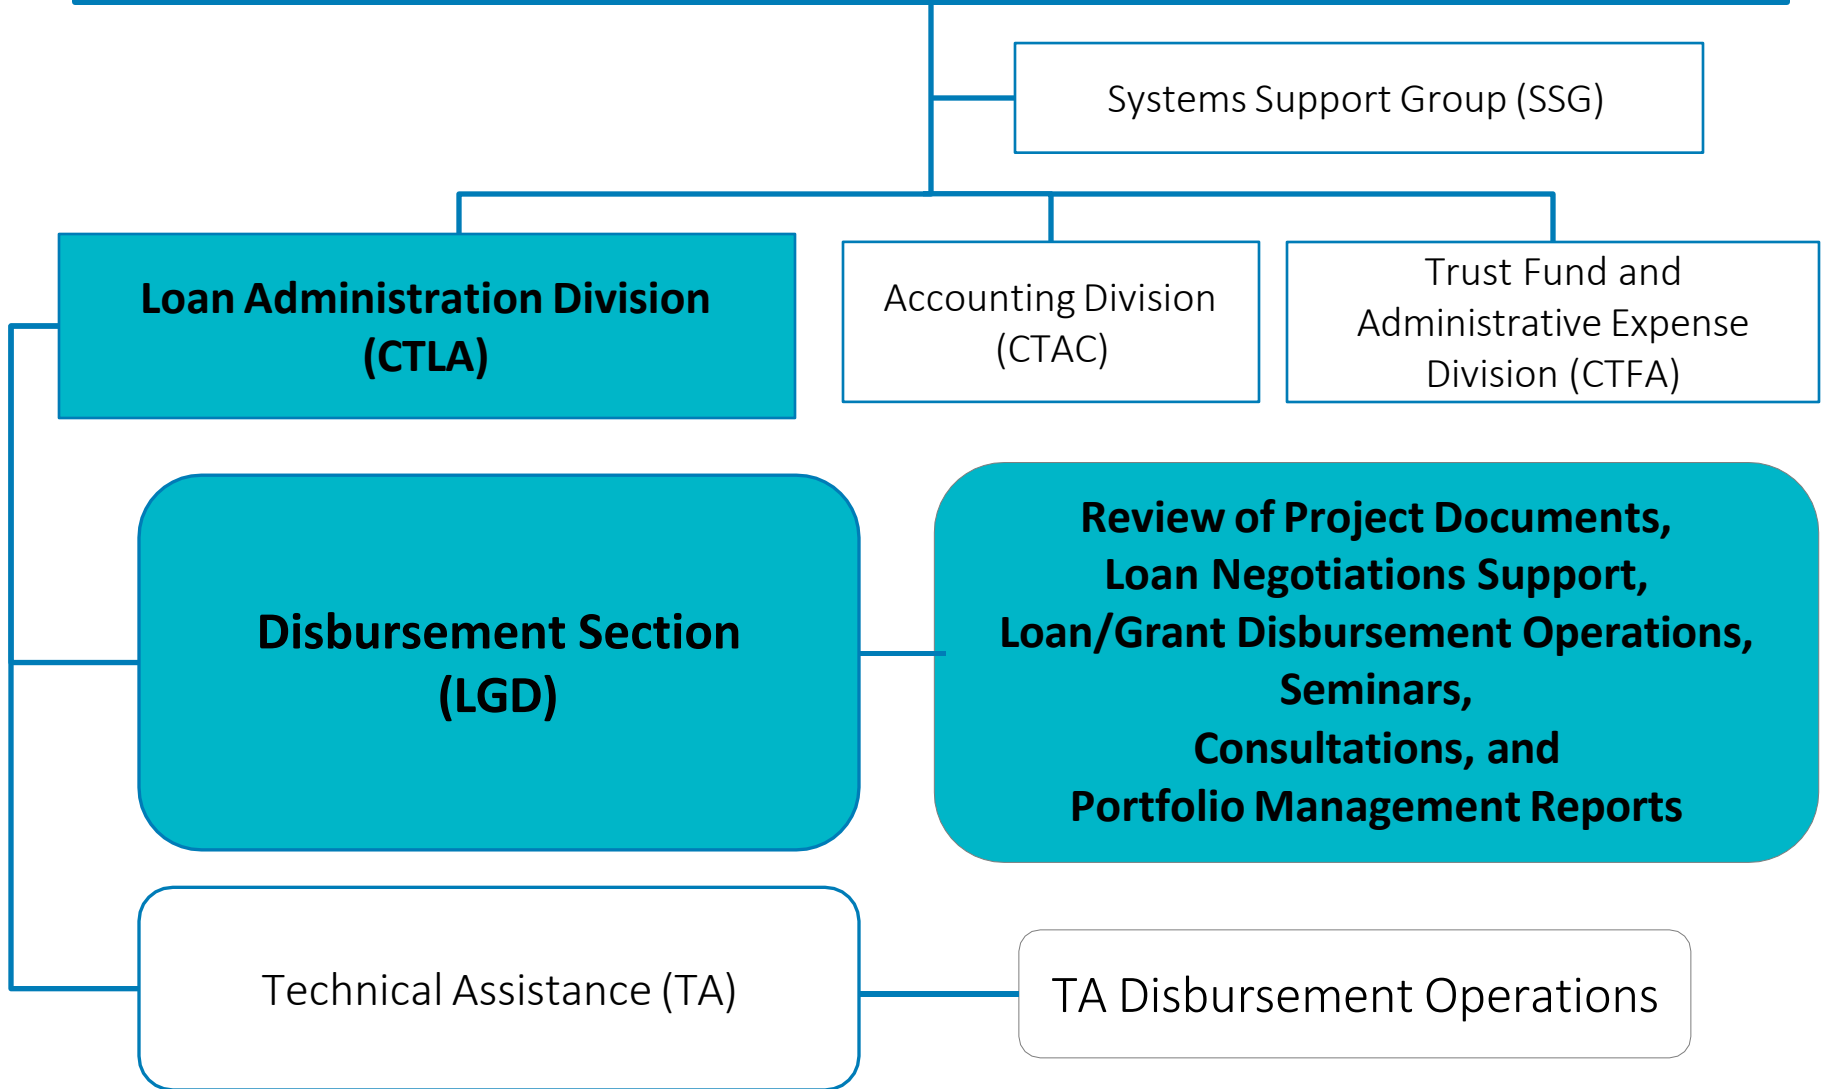 Systems Support Group (SSG)
Loan Administration Division
(CTLA)
Accounting Division
(CTAC)
Trust Fund and
Administrative Expense
Division (CTFA)
Disbursement Section
(LGD)
Review of Project Documents,
Loan Negotiations Support,
Loan/Grant Disbursement Operations,
Seminars,
Consultations, and
Portfolio Management Reports
Technical Assistance (TA)
TA Disbursement Operations